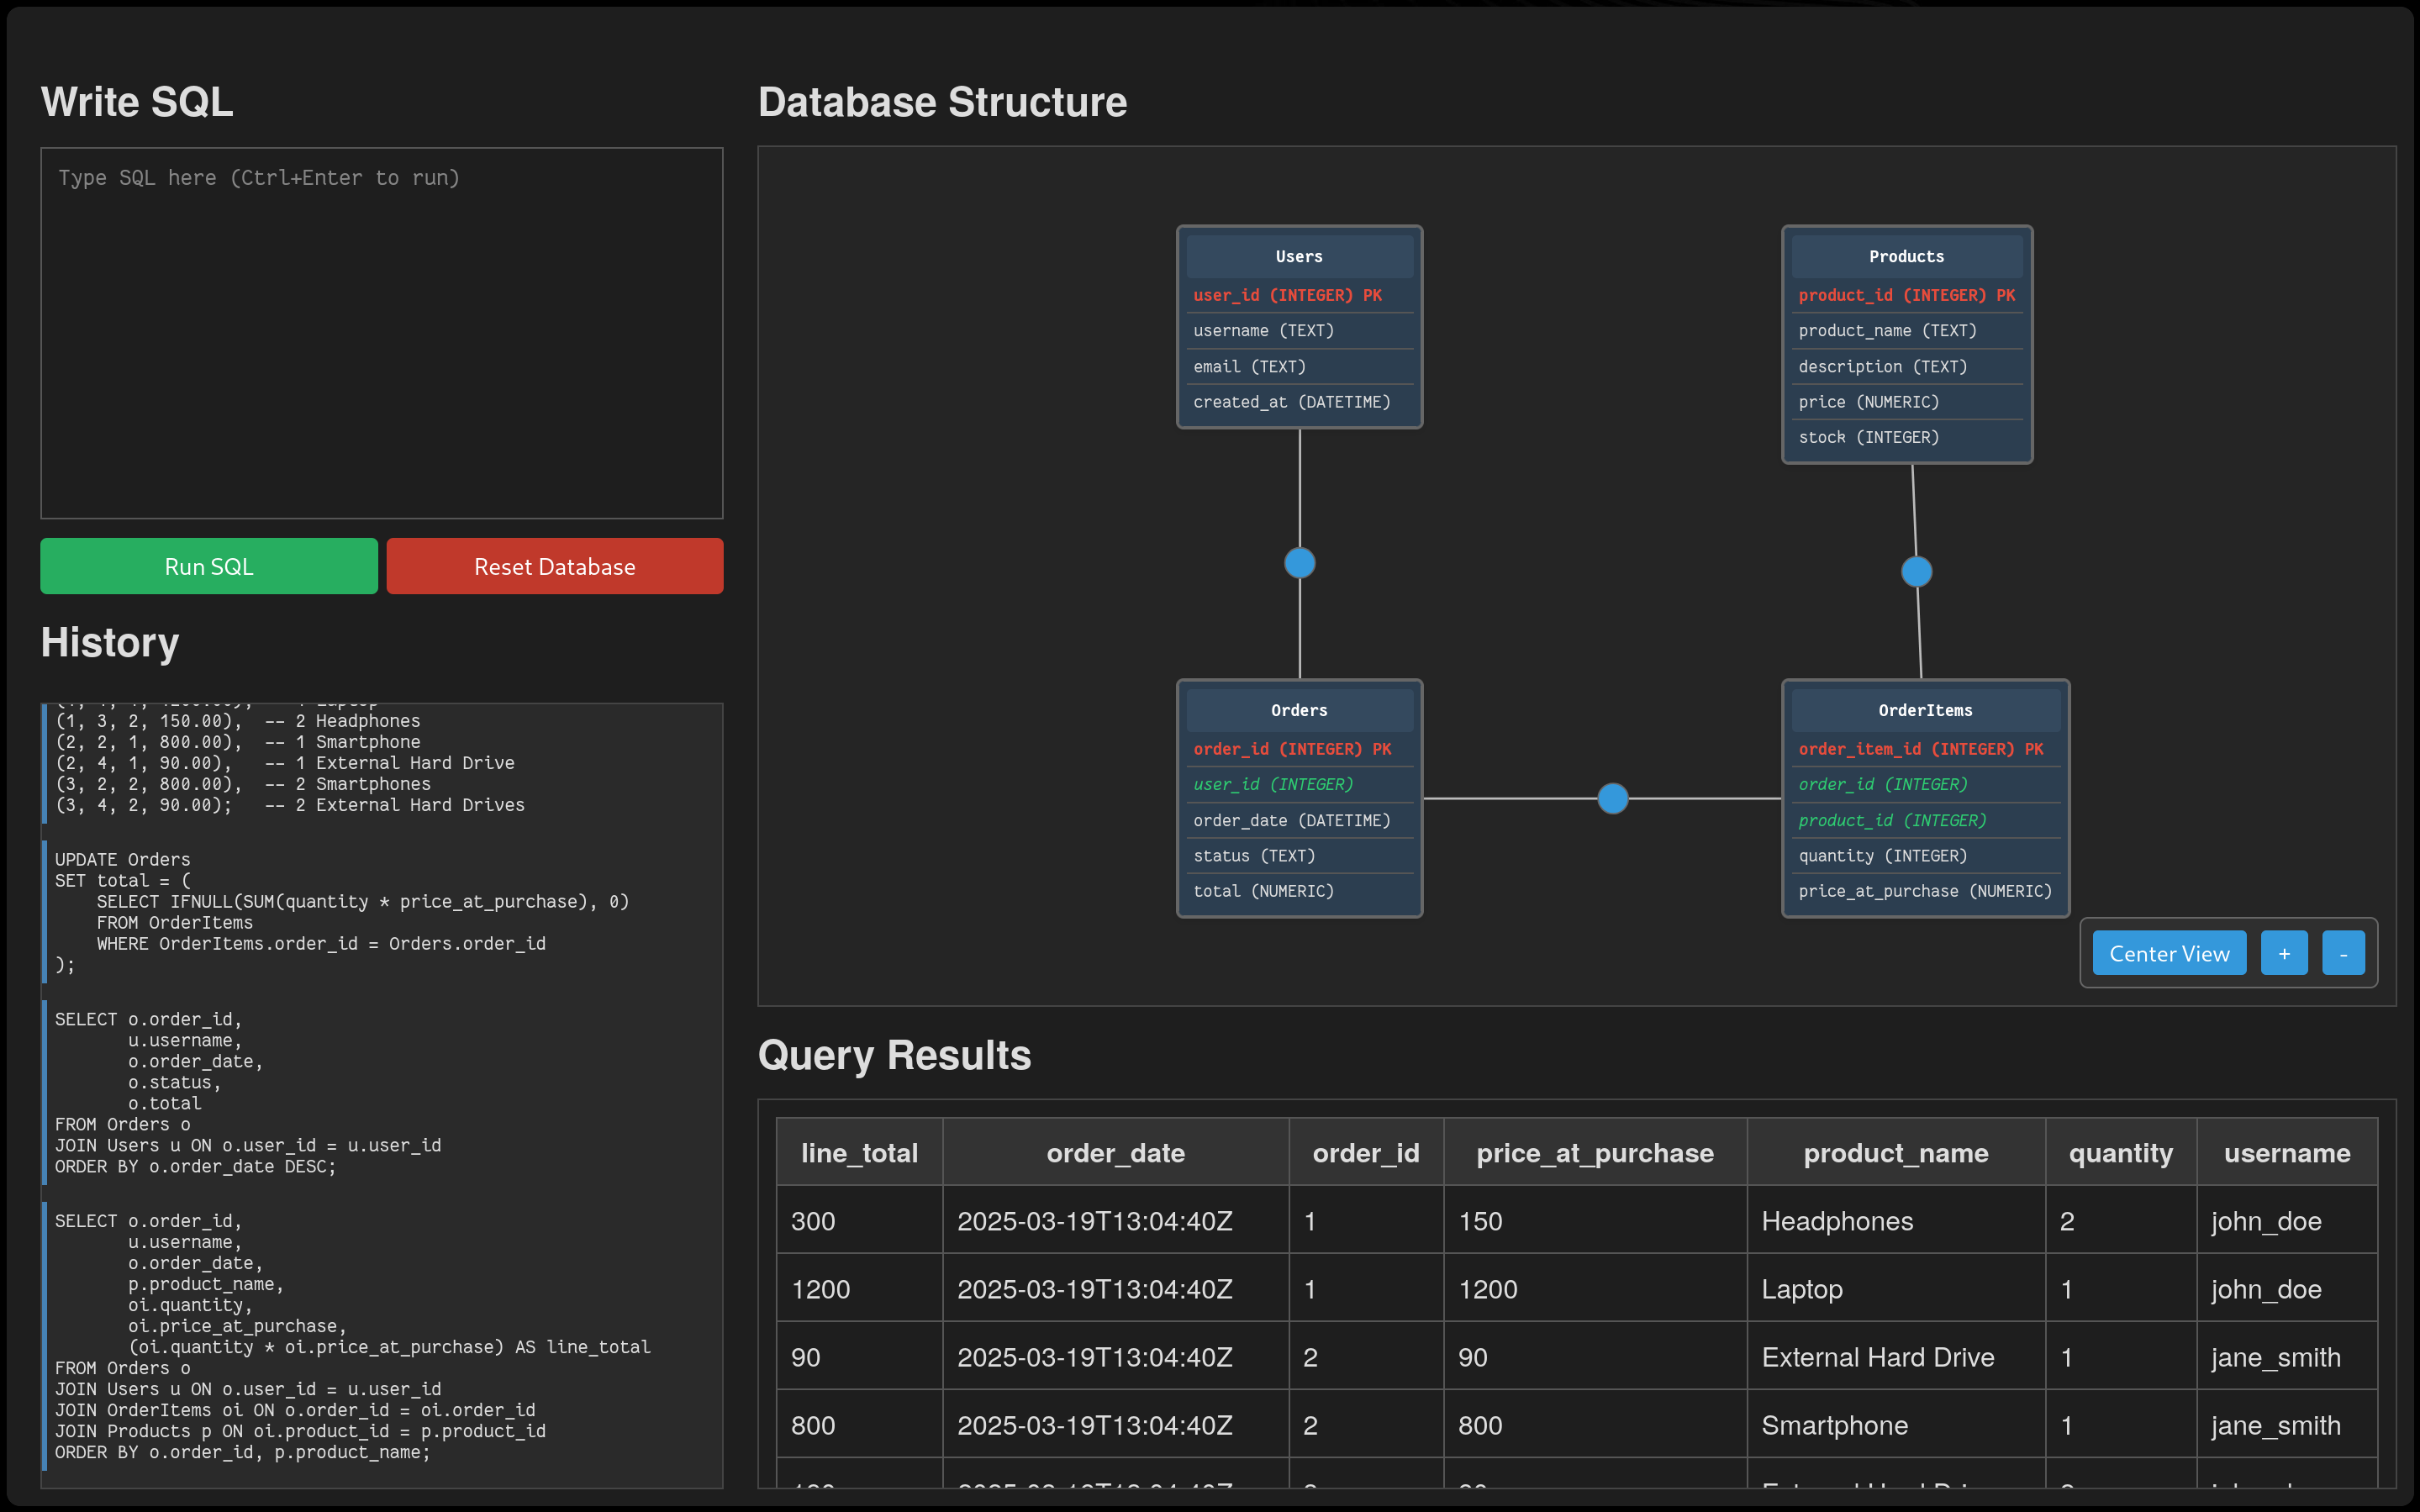 Write SQL
Type SQL here (Ctrl+Enter to run)
Run SQL
Reset Database
History
(1, 3, 2, 150.00),  -- 2 Headphones
(2, 2, 1, 800.00),  -- 1 Smartphone
(2, 4, 1, 90.00),   -- 1 External Hard Drive
(3, 2, 2, 800.00),  -- 2 Smartphones
(3, 4, 2, 90.00);   -- 2 External Hard Drives
UPDATE Orders
SET total = (
    SELECT IFNULL(SUM(quantity * price_at_purchase), 0)
    FROM OrderItems
    WHERE OrderItems.order_id = Orders.order_id
);
SELECT o.order_id,
       u.username,
       o.order_date,
       o.status,
       o.total
FROM Orders o
JOIN Users u ON o.user_id = u.user_id
ORDER BY o.order_date DESC;
SELECT o.order_id,
       u.username,
       o.order_date,
       p.product_name,
       oi.quantity,
       oi.price_at_purchase,
       (oi.quantity * oi.price_at_purchase) AS line_total
FROM Orders o
JOIN Users u ON o.user_id = u.user_id
JOIN OrderItems oi ON o.order_id = oi.order_id
JOIN Products p ON oi.product_id = p.product_id
ORDER BY o.order_id, p.product_name;
Database Structure
Users
user_id (INTEGER) PK
username (TEXT)
email (TEXT)
created_at (DATETIME)
Products
product_id (INTEGER) PK
product_name (TEXT)
description (TEXT)
price (NUMERIC)
stock (INTEGER)
Orders
order_id (INTEGER) PK
user_id (INTEGER)
order_date (DATETIME)
status (TEXT)
total (NUMERIC)
OrderItems
order_item_id (INTEGER) PK
order_id (INTEGER)
product_id (INTEGER)
quantity (INTEGER)
price_at_purchase (NUMERIC)
Center View + -
Query Results
line_total order_date order_id price_at_purchase product_name quantity username
300 2025-03-19T13:04:40Z 1 150 Headphones 2 john_doe
1200 2025-03-19T13:04:40Z 1 1200 Laptop 1 john_doe
90 2025-03-19T13:04:40Z 2 90 External Hard Drive 1 jane_smith
800 2025-03-19T13:04:40Z 2 800 Smartphone 1 jane_smith